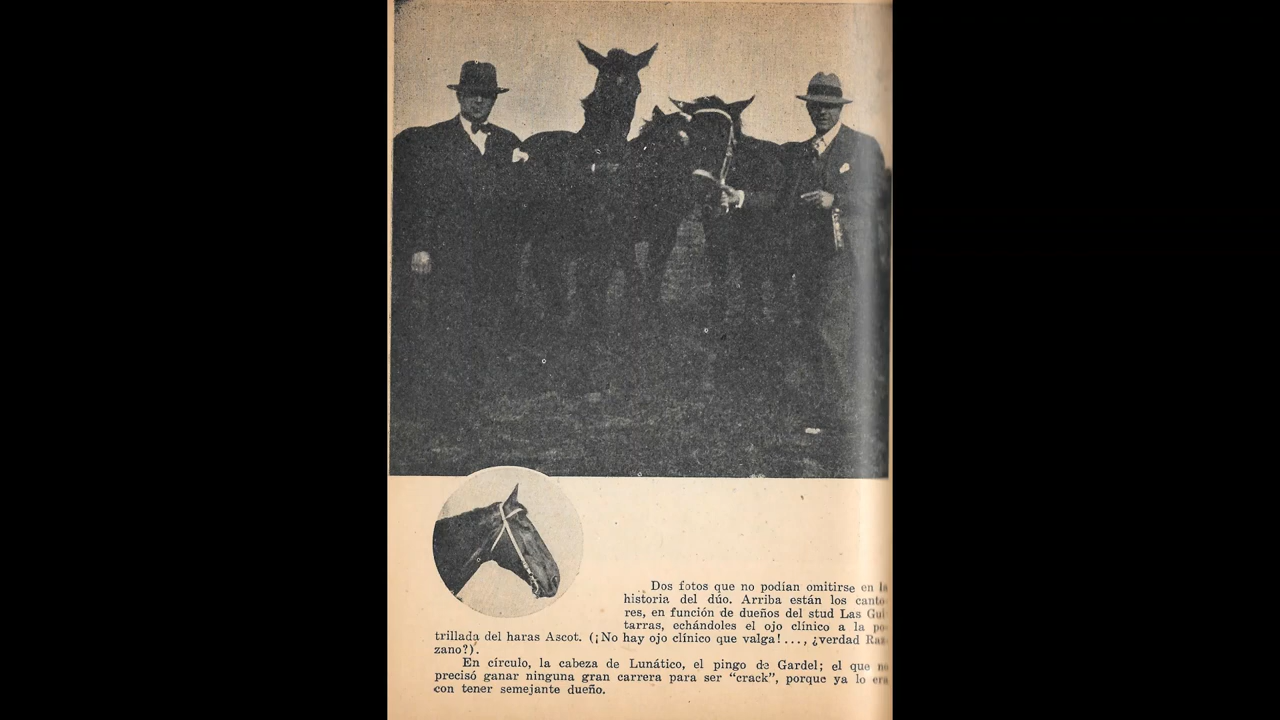 Dos fotos que no podían omitirse en la
historia del dúo. Arriba están los canto-
res, en función de dueños del stud Las Gui-
tarras, echándoles el ojo clínico a la po-
trillada del haras Ascot. (¡No hay ojo clínico que valga!..., ¿verdad Raz-
zano?).
En círculo, la cabeza de Lunático, el pingo de Gardel; el que no
precisó ganar ninguna gran carrera para ser “crack”, porque ya lo era
con tener semejante dueño.